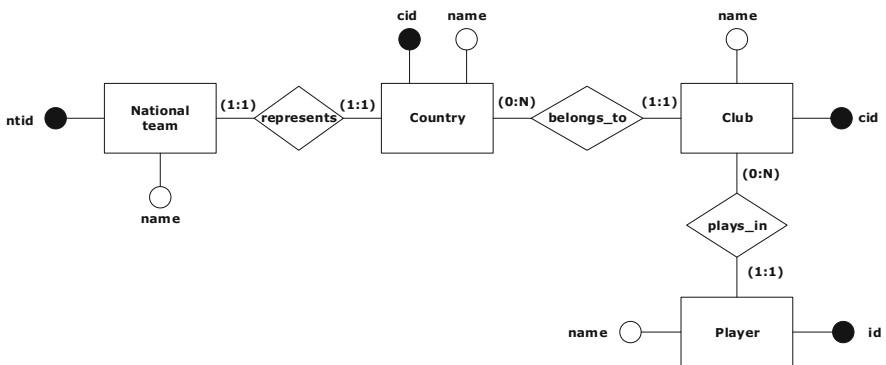 cid
name
name
ntid
National
team
(1:1)
represents
(1:1)
Country
(0:N)
belongs_to
(1:1)
Club
cid
name
(0:N)
plays_in
(1:1)
name
Player
id